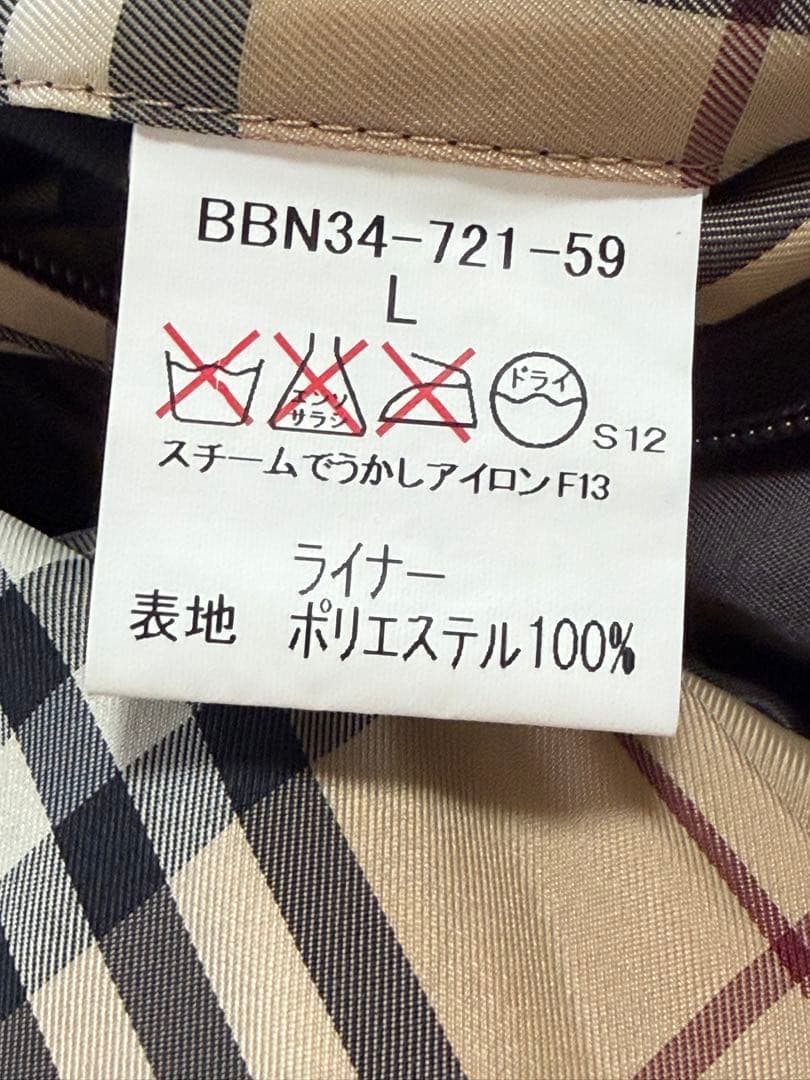 BBN34-721-59
L
エンソ
サラシ
ドライ
S12
スチームでうかしアイロンF13
ライナー
表地 ポリエステル100%